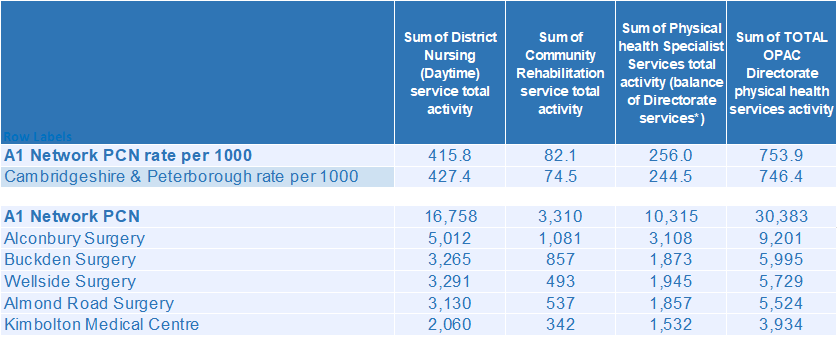 Row Labels Sum of District Nursing (Daytime) service total activity Sum of Community Rehabilitation service total activity Sum of Physical health Specialist Services total activity (balance of Directorate services*) Sum of TOTAL OPAC Directorate physical health services activity
A1 Network PCN rate per 1000 415.8 82.1 256.0 753.9
Cambridgeshire & Peterborough rate per 1000 427.4 74.5 244.5 746.4
A1 Network PCN 16,758 3,310 10,315 30,383
Alconbury Surgery 5,012 1,081 3,108 9,201
Buckden Surgery 3,265 857 1,873 5,995
Wellside Surgery 3,291 493 1,945 5,729
Almond Road Surgery 3,130 537 1,857 5,524
Kimbolton Medical Centre 2,060 342 1,532 3,934